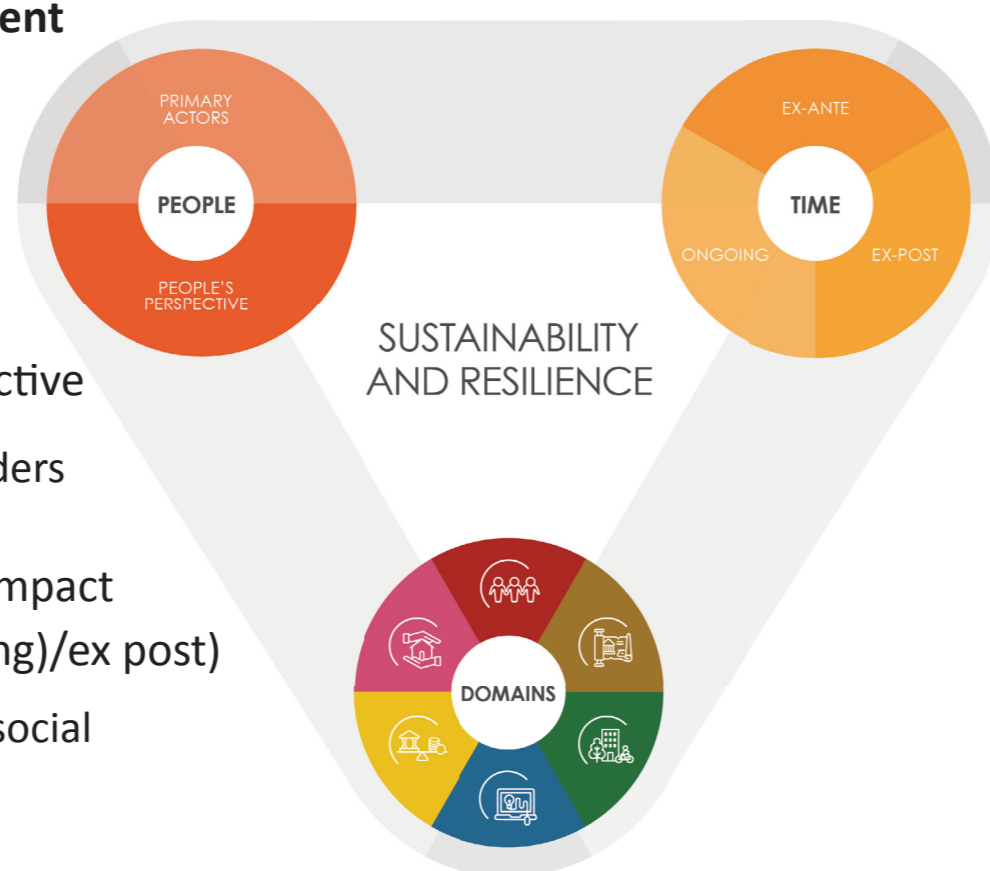 ent
PRIMARY
ACTORS
PEOPLE
PEOPLE'S
PERSPECTIVE
EX-ANTE
TIME
ONGOING
EX-POST
SUSTAINABILITY
AND RESILIENCE
ctive
ders
mpact
ng)/ex post)
social
DOMAINS